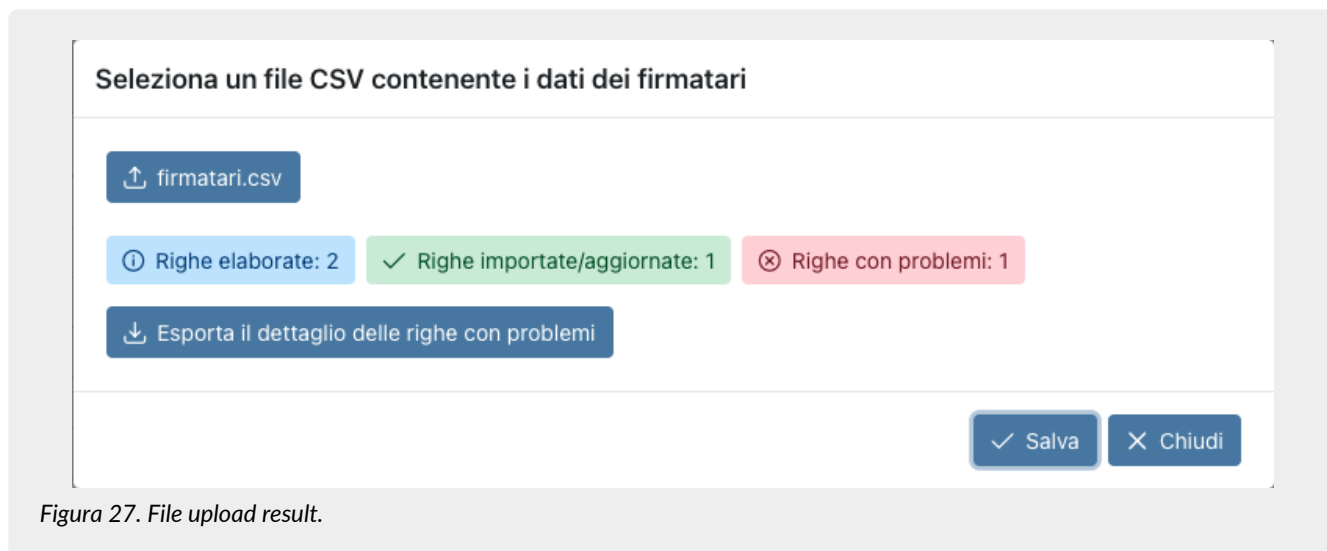 Seleziona un file CSV contenente i dati dei firmatari
firmatari.csv
Righe elaborate: 2 Righe importate/aggiornate: 1 Righe con problemi: 1
Esporta il dettaglio delle righe con problemi
Salva Chiudi
Figura 27. File upload result.